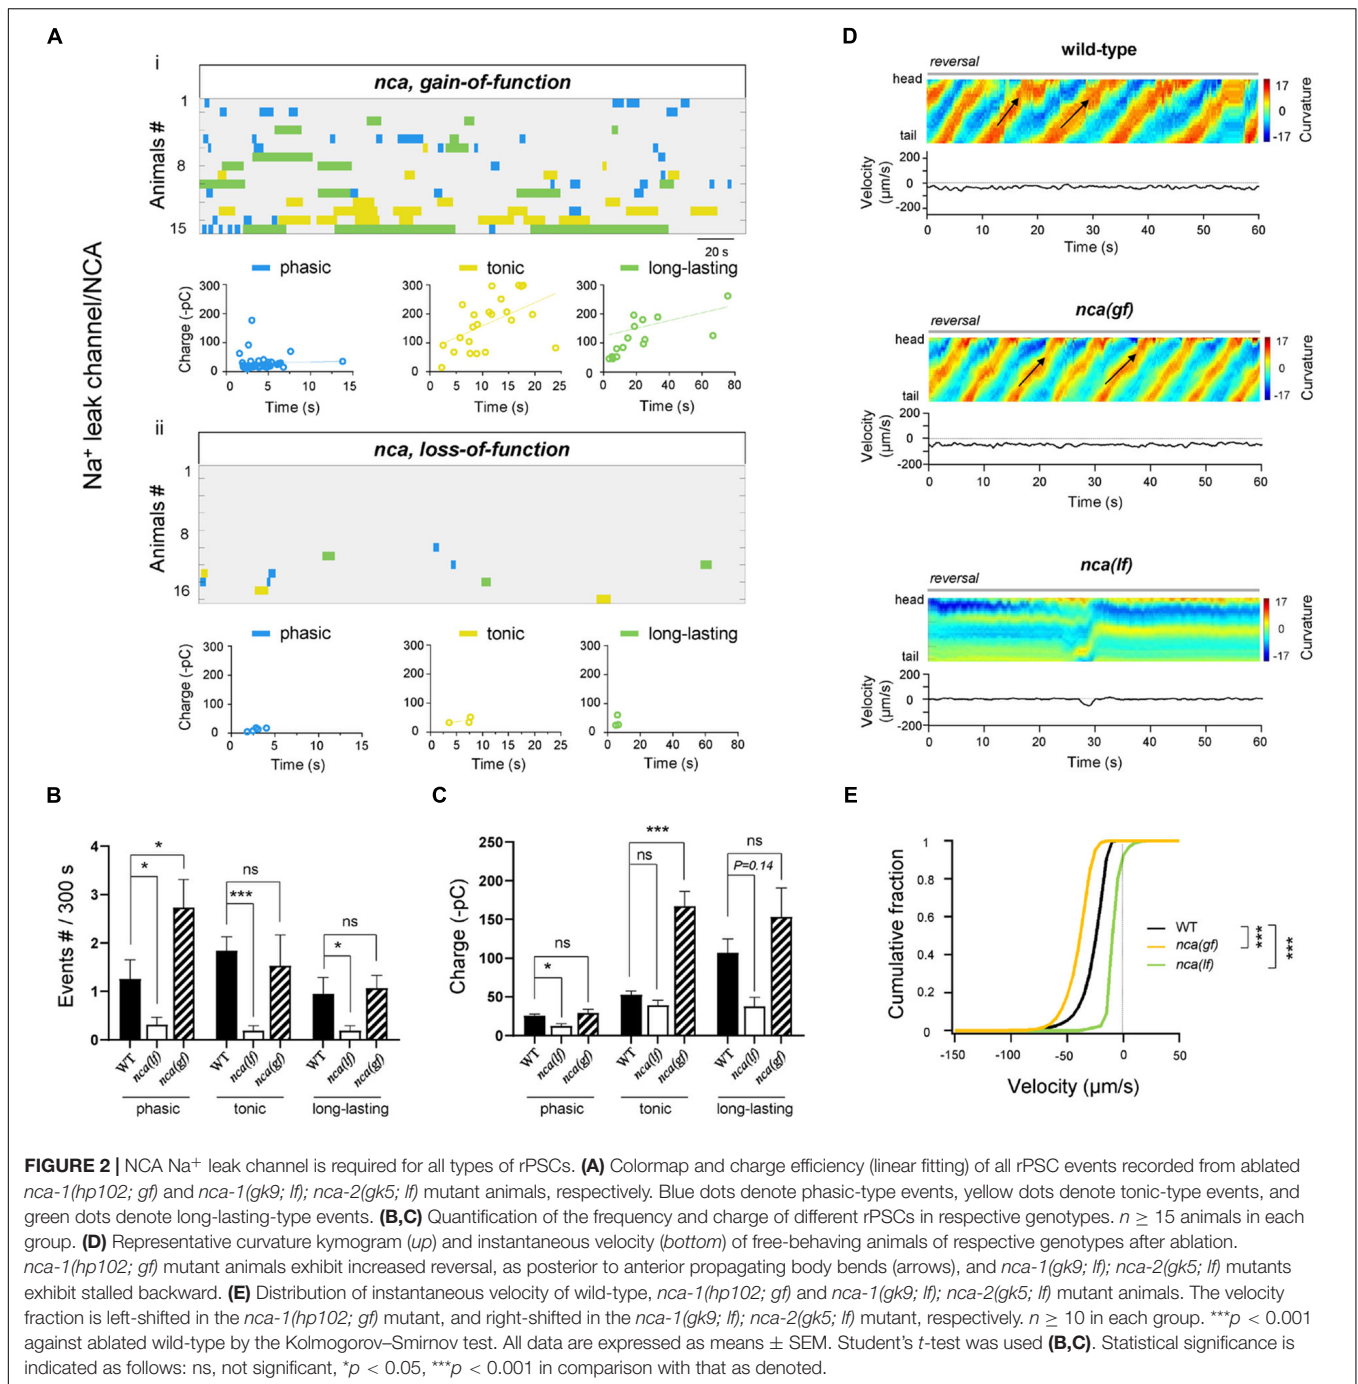 A
i
nca, gain-of-function
1
8
15
Animals #
Na+ leak channel/NCA
20 s
phasic
tonic
long-lasting
Charge (-pC)
300
200
100
0
0 5 10 15
Time (s)
300
200
100
0
0 5 10 15 20 25
Time (s)
300
200
100
0
0 20 40 60 80
Time (s)
ii
nca, loss-of-function
1
8
16
Animals #
phasic
tonic
long-lasting
Charge (-pC)
300
200
100
0
0 5 10 15
Time (s)
300
200
100
0
0 5 10 15 20 25
Time (s)
300
200
100
0
0 20 40 60 80
Time (s)
D
wild-type
reversal
head
tail
17
0
-17
Curvature
Velocity
(µm/s)
200
0
-200
0 10 20 30 40 50 60
Time (s)
nca(gf)
reversal
head
tail
17
0
-17
Curvature
Velocity
(µm/s)
200
0
-200
0 10 20 30 40 50 60
Time (s)
nca(lf)
reversal
head
tail
17
0
-17
Curvature
Velocity
(µm/s)
200
0
-200
0 10 20 30 40 50 60
Time (s)
B
Events # / 300 s
4
3
2
1
0
*
*
ns
***
ns
*
WT nca(lf) nca(gf) WT nca(lf) nca(gf) WT nca(lf) nca(gf)
phasic tonic long-lasting
C
Charge (-pC)
250
200
150
100
50
0
ns
*
***
ns
ns
P=0.14
WT nca(lf) nca(gf) WT nca(lf) nca(gf) WT nca(lf) nca(gf)
phasic tonic long-lasting
E
Cumulative fraction
1
0.8
0.6
0.4
0.2
0
-150 -100 -50 0 50
Velocity (µm/s)
WT
nca(gf)
nca(lf)
***
***
FIGURE 2 | NCA Na+ leak channel is required for all types of rPSCs. (A) Colormap and charge efficiency (linear fitting) of all rPSC events recorded from ablated
nca-1(hp102; gf) and nca-1(gk9; lf); nca-2(gk5; lf) mutant animals, respectively. Blue dots denote phasic-type events, yellow dots denote tonic-type events, and
green dots denote long-lasting-type events. (B,C) Quantification of the frequency and charge of different rPSCs in respective genotypes. n ≥ 15 animals in each
group. (D) Representative curvature kymogram (up) and instantaneous velocity (bottom) of free-behaving animals of respective genotypes after ablation.
nca-1(hp102; gf) mutant animals exhibit increased reversal, as posterior to anterior propagating body bends (arrows), and nca-1(gk9; lf); nca-2(gk5; lf) mutants
exhibit stalled backward. (E) Distribution of instantaneous velocity of wild-type, nca-1(hp102; gf) and nca-1(gk9; lf); nca-2(gk5; lf) mutant animals. The velocity
fraction is left-shifted in the nca-1(hp102; gf) mutant, and right-shifted in the nca-1(gk9; lf); nca-2(gk5; lf) mutant, respectively. n ≥ 10 in each group. ***p < 0.001
against ablated wild-type by the Kolmogorov–Smirnov test. All data are expressed as means ± SEM. Student's t-test was used (B,C). Statistical significance is
indicated as follows: ns, not significant, *p < 0.05, ***p < 0.001 in comparison with that as denoted.